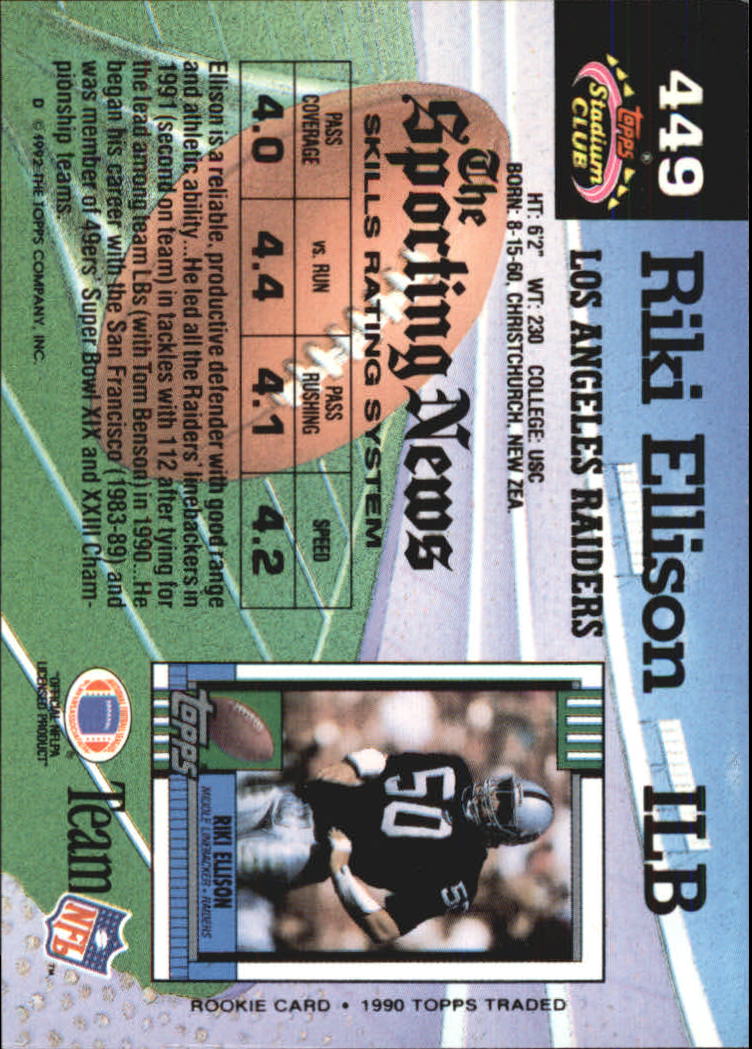 449
Topps®
Stadium
CLUB
Riki Ellison ILB
LOS ANGELES RAIDERS
HT: 6'2" WT: 230 COLLEGE: USC
BORN: 8-15-60, CHRISTCHURCH, NEW ZEA
The
Sporting News
SKILLS RATING SYSTEM
PASS COVERAGE vs. RUN PASS RUSHING SPEED
4.0 4.4 4.1 4.2
Ellison is a reliable, productive defender with good range
and athletic ability... He led all the Raiders' linebackers in
1991 (second on team) in tackles with 112 after tying for
the lead among team LBs (with Tom Benson) in 1990...He
began his career with the San Francisco (1983-89) and
was member of 49ers' Super Bowl XIX and XXIII Cham-
pionship teams.
D © 1992 THE TOPPS COMPANY, INC.
50
50
topps
RIKI ELLISON
MIDDLE LINEBACKER • RAIDERS
ROOKIE CARD • 1990 TOPPS TRADED
"OFFICIAL NFLPA
LICENSED PRODUCT"
Team
NFL
TM